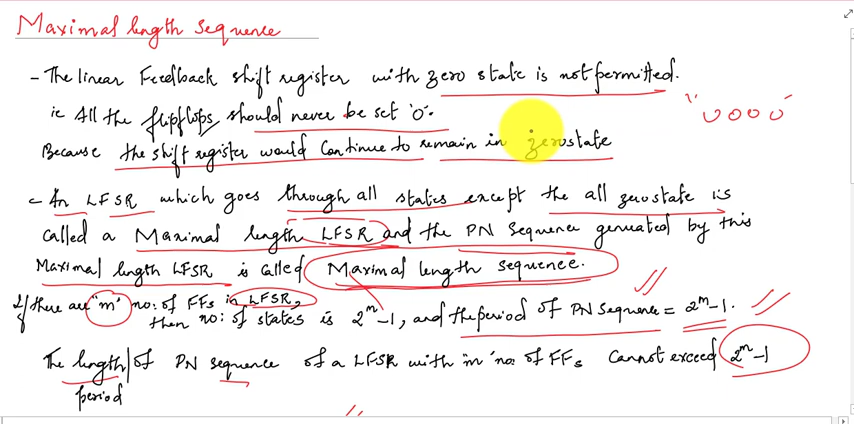 Maximal length sequence
- The linear Feedback shift register with zero state is not permitted.
ie All the flipflops should never be set '0'. "0000"
Because the shift register would continue to remain in zerostate
- An LFSR which goes through all states except the all zerostate is
called a Maximal length LFSR and the PN sequence genuated by this
Maximal length LFSR is called Maximal length sequence.
If there are "m" no: of FFs in LFSR,
then no: of states is 2^m-1, and the period of PN sequence = 2^m-1.
The length/ of PN sequence of a LFSR with 'm' no: of FFs cannot exceed 2^m-1
period